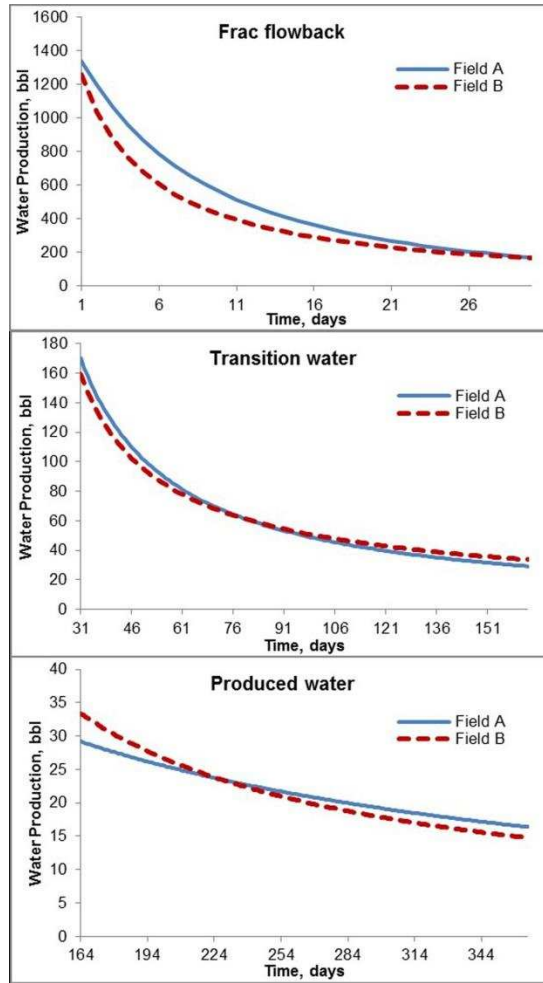 Frac flowback
Water Production, bbl
1600
1400
1200
1000
800
600
400
200
0
Field A
Field B
1 6 11 16 21 26
Time, days
Transition water
Water Production, bbl
180
160
140
120
100
80
60
40
20
0
Field A
Field B
31 46 61 76 91 106 121 136 151
Time, days
Produced water
Water Production, bbl
40
35
30
25
20
15
10
5
0
Field A
Field B
164 194 224 254 284 314 344
Time, days